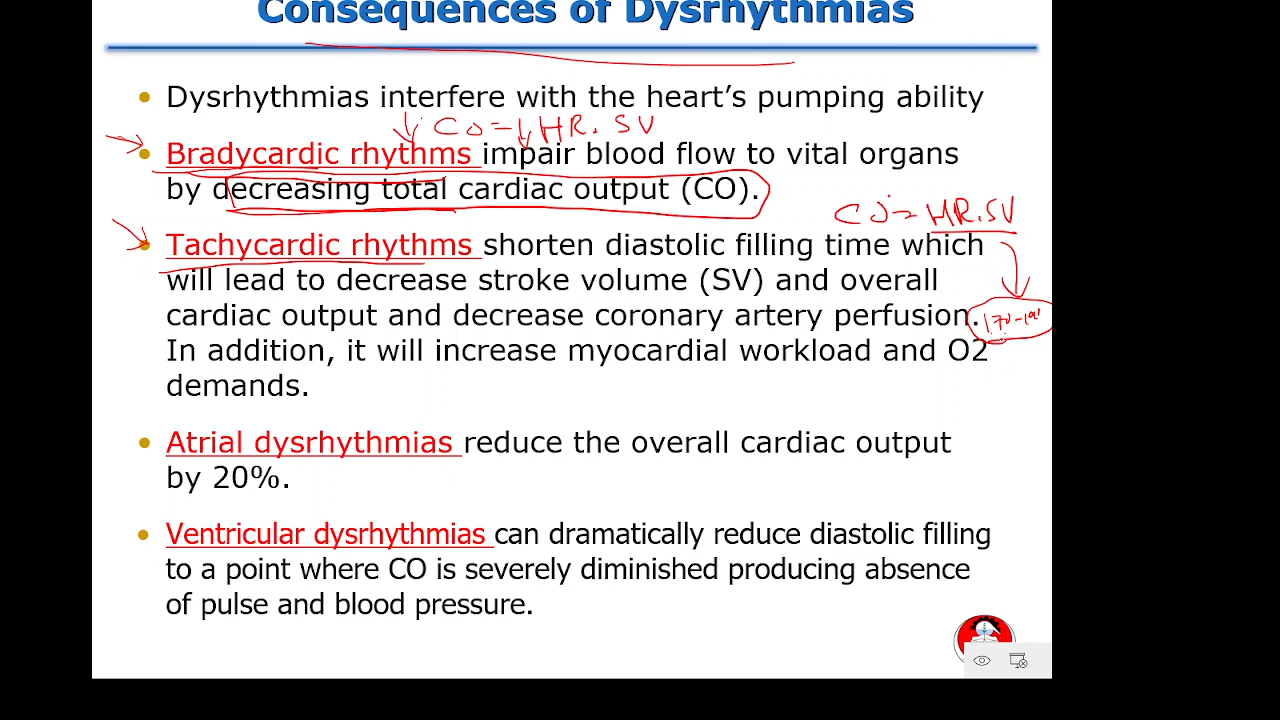 Consequences of Dysrhythmias
• Dysrhythmias interfere with the heart's pumping ability
↓ CO = ↓ HR. SV
• Bradycardic rhythms impair blood flow to vital organs
by decreasing total cardiac output (CO).
CO = HR.SV
• Tachycardic rhythms shorten diastolic filling time which
will lead to decrease stroke volume (SV) and overall
cardiac output and decrease coronary artery perfusion.
In addition, it will increase myocardial workload and O2
demands.
• Atrial dysrhythmias reduce the overall cardiac output
by 20%.
• Ventricular dysrhythmias can dramatically reduce diastolic filling
to a point where CO is severely diminished producing absence
of pulse and blood pressure.